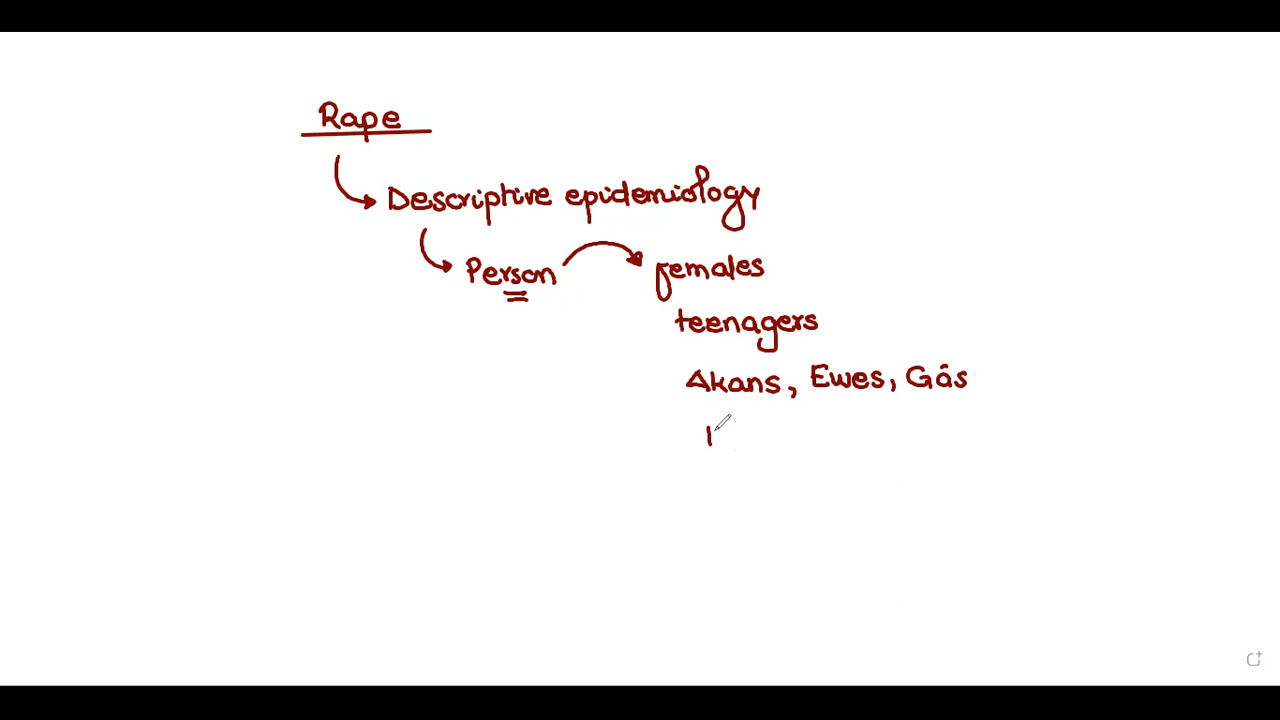 Rape
Descriptive epidemiology
Person females
teenagers
Akans, Ewes, Gás